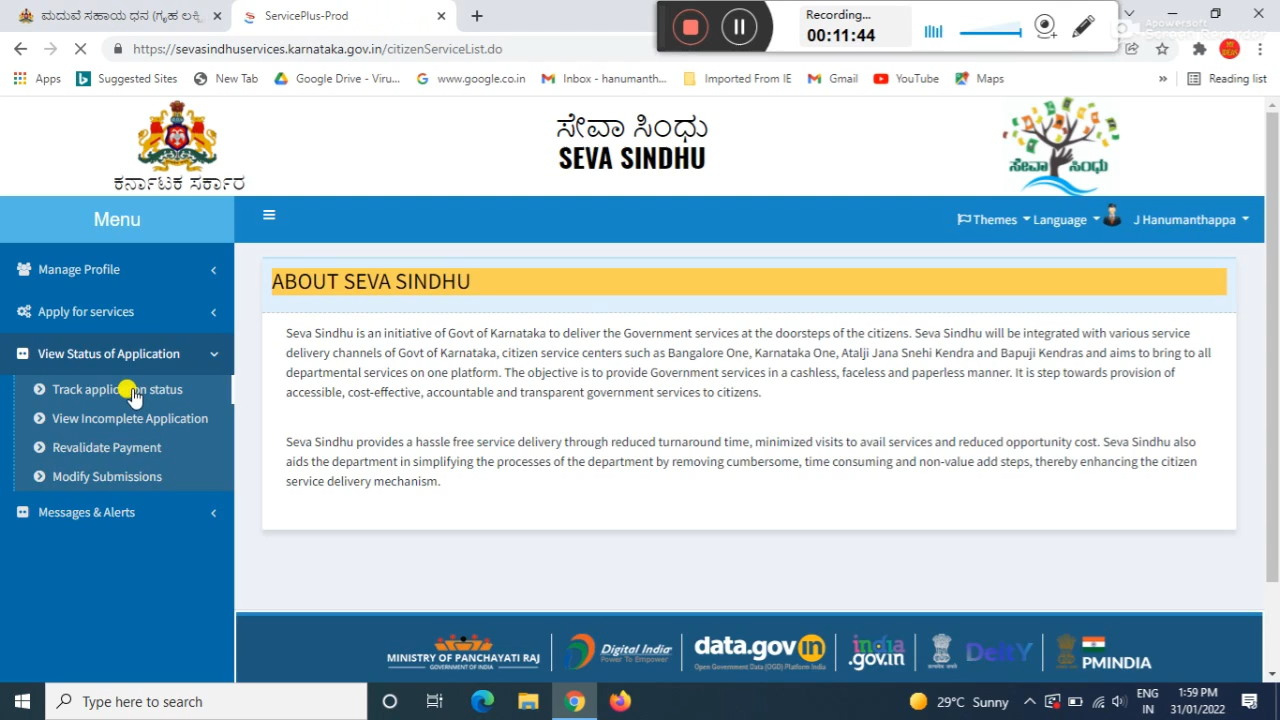 ಮದುವೆ ಸಹಾಯ ಧನ (ಗೃಹ ಲಕ್ಷ್ಮಿ
ServicePlus-Prod
Recording...
00:11:44
Apowersoft
Screen Recorder
https://sevasindhuservices.karnataka.gov.in/citizenServiceList.do
Apps
Suggested Sites
New Tab
Google Drive - Viru...
www.google.co.in
Inbox - hanumanth...
Imported From IE
Gmail
YouTube
Maps
»
Reading list
ಕರ್ನಾಟಕ ಸರ್ಕಾರ
ಸೇವಾ ಸಿಂಧು
SEVA SINDHU
ಸೇವಾ ಸಿಂಧು
Menu
Themes
Language
J Hanumanthappa
Manage Profile
Apply for services
View Status of Application
Track application status
View Incomplete Application
Revalidate Payment
Modify Submissions
Messages & Alerts
ABOUT SEVA SINDHU
Seva Sindhu is an initiative of Govt of Karnataka to deliver the Government services at the doorsteps of the citizens. Seva Sindhu will be integrated with various service
delivery channels of Govt of Karnataka, citizen service centers such as Bangalore One, Karnataka One, Atalji Jana Snehi Kendra and Bapuji Kendras and aims to bring to all
departmental services on one platform. The objective is to provide Government services in a cashless, faceless and paperless manner. It is step towards provision of
accessible, cost-effective, accountable and transparent government services to citizens.
Seva Sindhu provides a hassle free service delivery through reduced turnaround time, minimized visits to avail services and reduced opportunity cost. Seva Sindhu also
aids the department in simplifying the processes of the department by removing cumbersome, time consuming and non-value add steps, thereby enhancing the citizen
service delivery mechanism.
MINISTRY OF PANCHAYATI RAJ
GOVERNMENT OF INDIA
Digital India
Power To Empower
data.gov in
Open Government Data (OGD) Platform India
india
.gov.in
DeitY
PMINDIA
Type here to search
29°C Sunny
ENG
IN
1:59 PM
31/01/2022